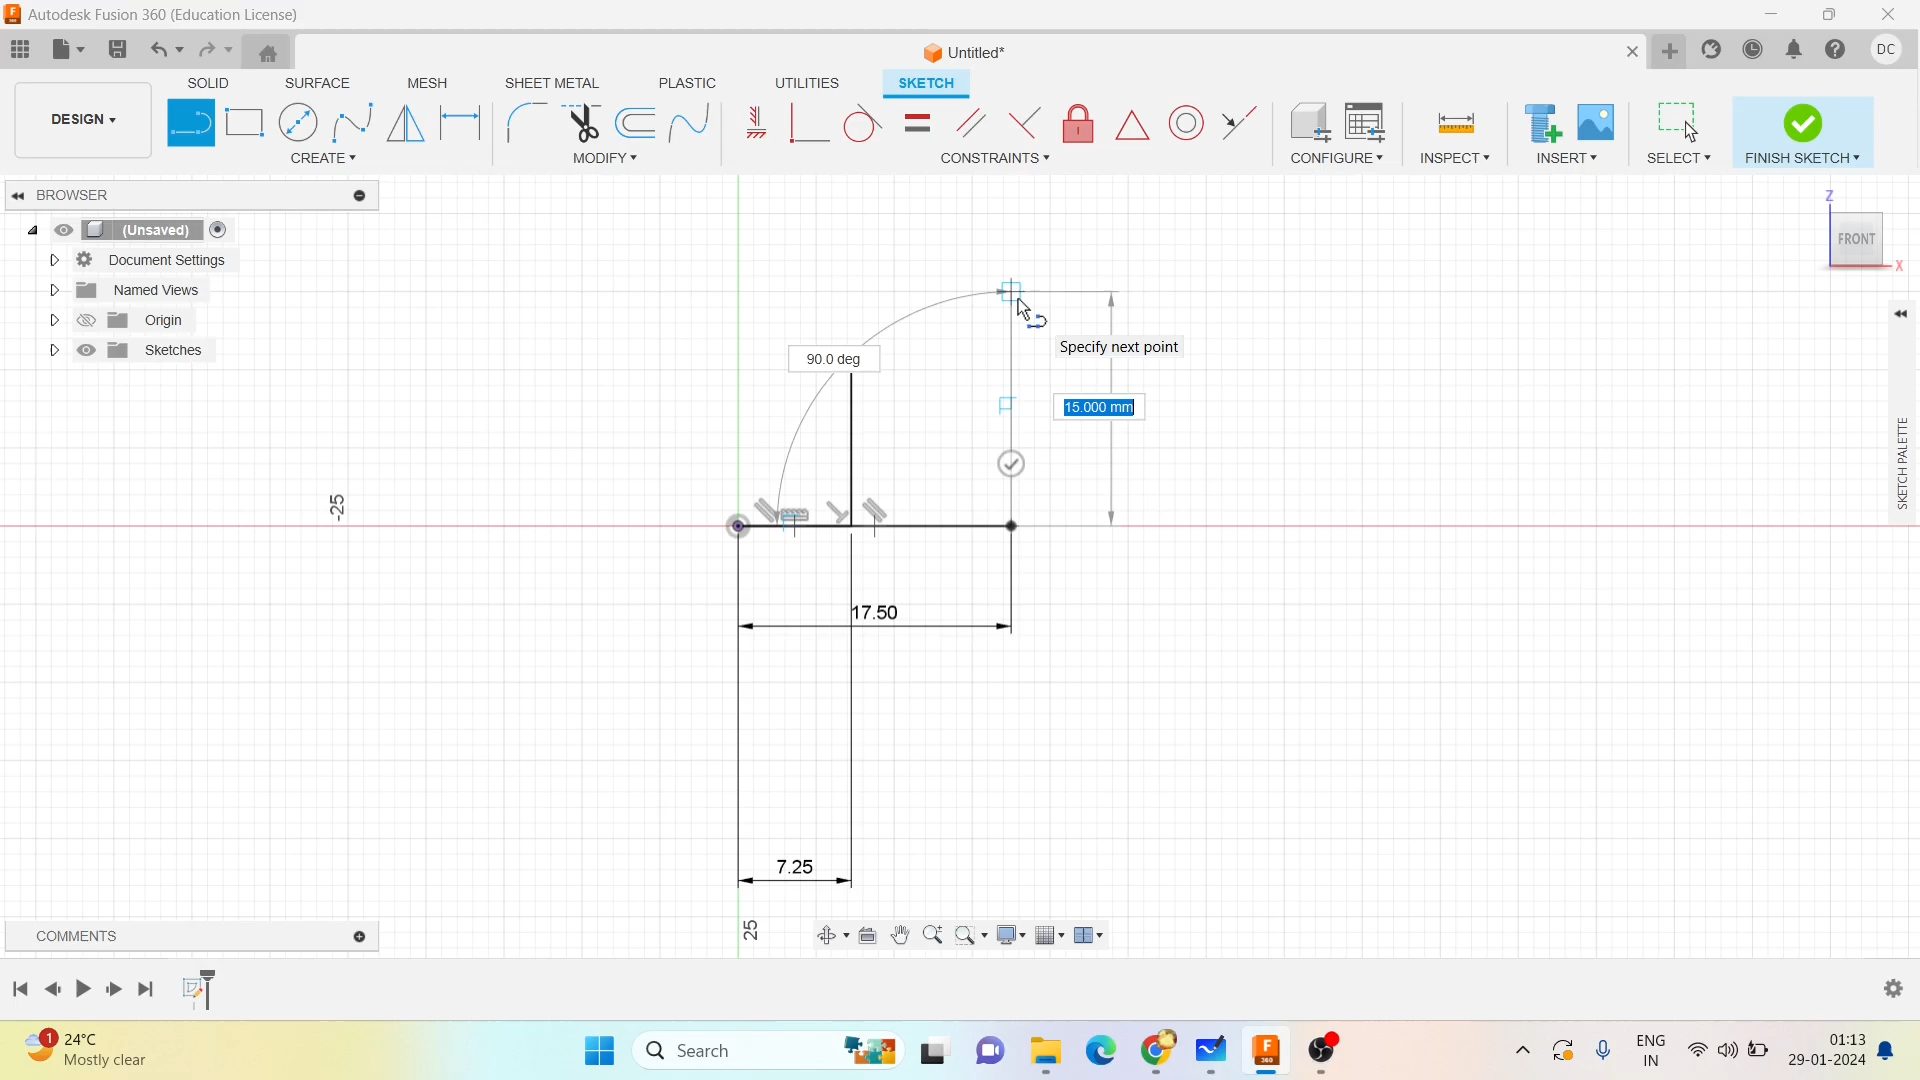 Autodesk Fusion 360 (Education License)
Untitled*
DC
SOLID
SURFACE
MESH
SHEET METAL
PLASTIC
UTILITIES
SKETCH
DESIGN
CREATE
MODIFY
CONSTRAINTS
CONFIGURE
INSPECT
INSERT
SELECT
FINISH SKETCH
BROWSER
(Unsaved)
Document Settings
Named Views
Origin
Sketches
Z
FRONT
X
SKETCH PALETTE
90.0 deg
Specify next point
15.000 mm
-25
17.50
7.25
25
COMMENTS
1
24°C
Mostly clear
Search
F
360
ENG
IN
01:13
29-01-2024